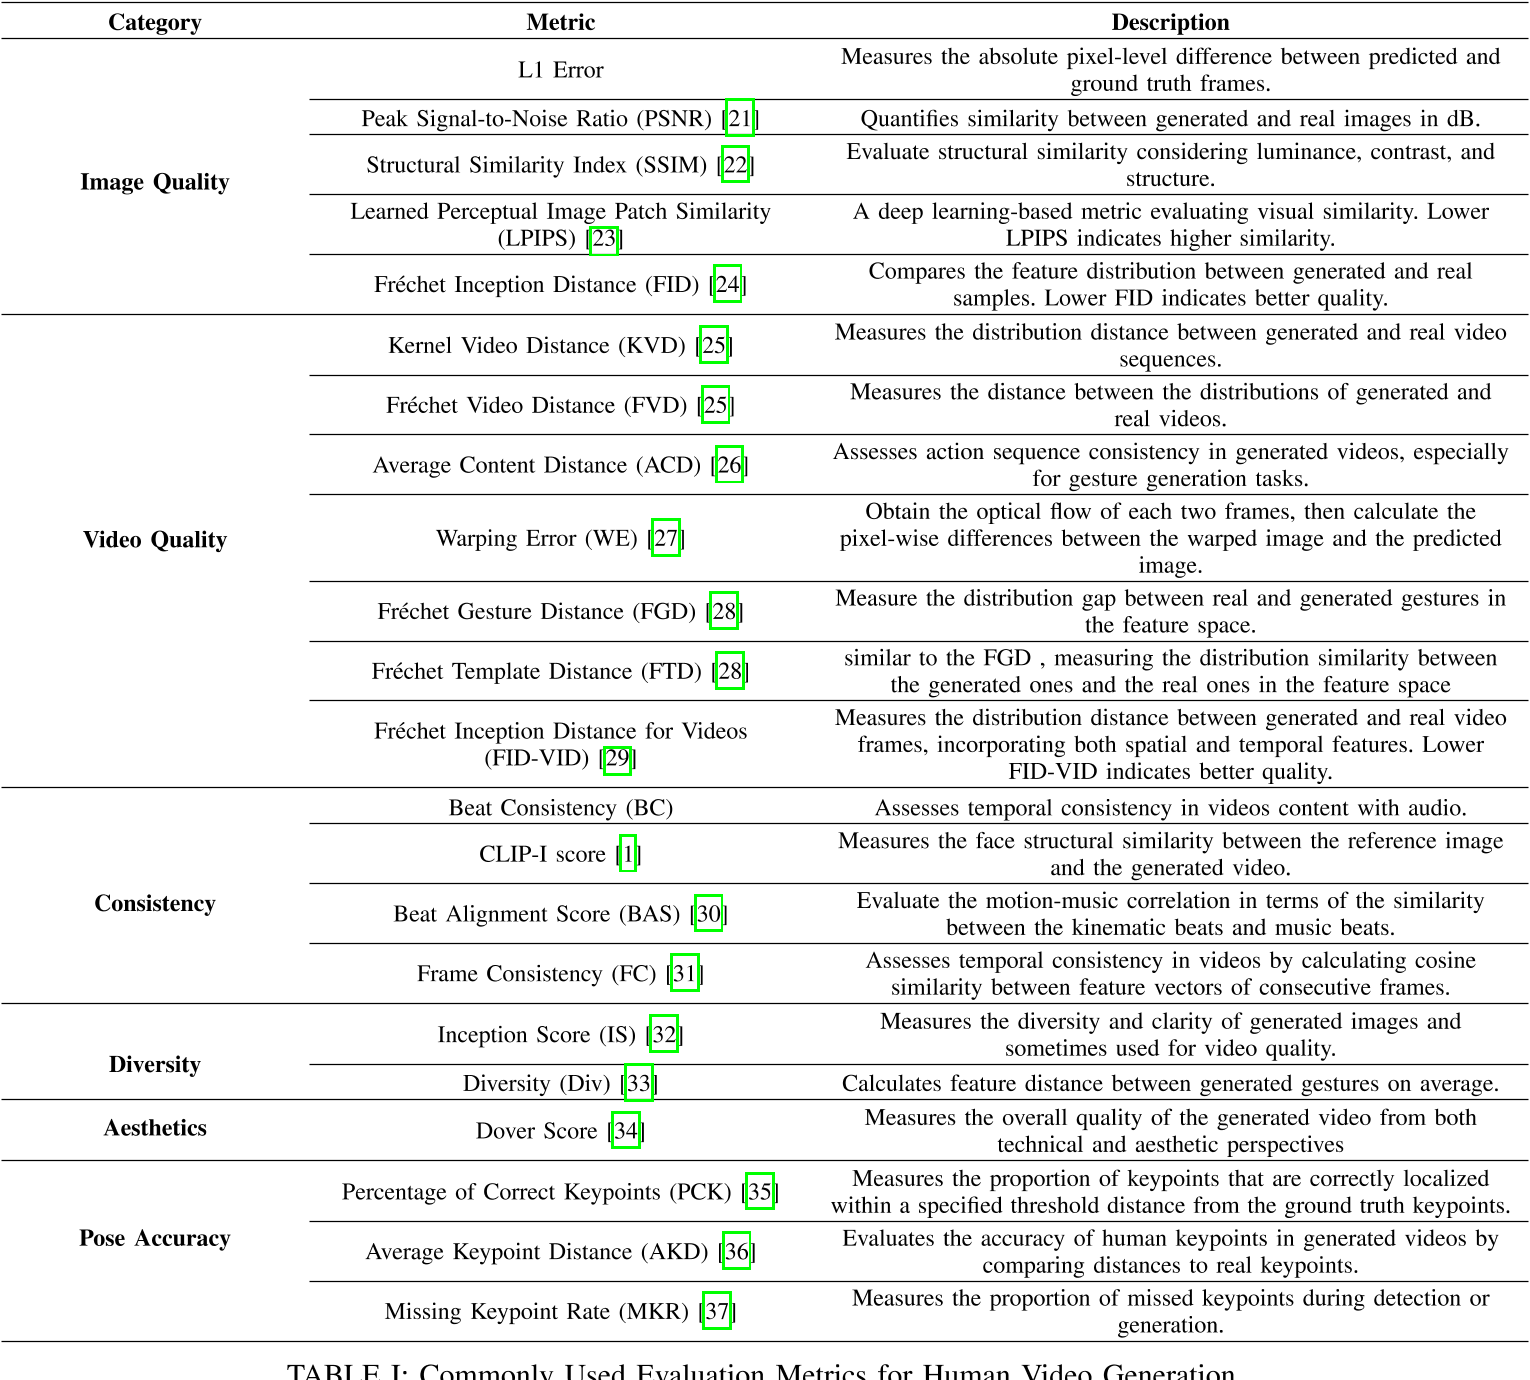 Category Metric Description
L1 Error
Measures the absolute pixel-level difference between predicted and
ground truth frames.
Peak Signal-to-Noise Ratio (PSNR) [21]
Quantifies similarity between generated and real images in dB.
Image Quality
Structural Similarity Index (SSIM) [22]
Evaluate structural similarity considering luminance, contrast, and
structure.
Learned Perceptual Image Patch Similarity
(LPIPS) [23]
A deep learning-based metric evaluating visual similarity. Lower
LPIPS indicates higher similarity.
Fréchet Inception Distance (FID) [24]
Compares the feature distribution between generated and real
samples. Lower FID indicates better quality.
Video Quality
Kernel Video Distance (KVD) [25]
Measures the distribution distance between generated and real video
sequences.
Fréchet Video Distance (FVD) [25]
Measures the distance between the distributions of generated and
real videos.
Average Content Distance (ACD) [26]
Assesses action sequence consistency in generated videos, especially
for gesture generation tasks.
Warping Error (WE) [27]
Obtain the optical flow of each two frames, then calculate the
pixel-wise differences between the warped image and the predicted
image.
Fréchet Gesture Distance (FGD) [28]
Measure the distribution gap between real and generated gestures in
the feature space.
Fréchet Template Distance (FTD) [28]
similar to the FGD , measuring the distribution similarity between
the generated ones and the real ones in the feature space
Fréchet Inception Distance for Videos
(FID-VID) [29]
Measures the distribution distance between generated and real video
frames, incorporating both spatial and temporal features. Lower
FID-VID indicates better quality.
Consistency
Beat Consistency (BC)
Assesses temporal consistency in videos content with audio.
CLIP-I score [1]
Measures the face structural similarity between the reference image
and the generated video.
Beat Alignment Score (BAS) [30]
Evaluate the motion-music correlation in terms of the similarity
between the kinematic beats and music beats.
Frame Consistency (FC) [31]
Assesses temporal consistency in videos by calculating cosine
similarity between feature vectors of consecutive frames.
Diversity
Inception Score (IS) [32]
Measures the diversity and clarity of generated images and
sometimes used for video quality.
Diversity (Div) [33]
Calculates feature distance between generated gestures on average.
Aesthetics
Dover Score [34]
Measures the overall quality of the generated video from both
technical and aesthetic perspectives
Pose Accuracy
Percentage of Correct Keypoints (PCK) [35]
Measures the proportion of keypoints that are correctly localized
within a specified threshold distance from the ground truth keypoints.
Average Keypoint Distance (AKD) [36]
Evaluates the accuracy of human keypoints in generated videos by
comparing distances to real keypoints.
Missing Keypoint Rate (MKR) [37]
Measures the proportion of missed keypoints during detection or
generation.
TABLE I: Commonly Used Evaluation Metrics for Human Video Generation